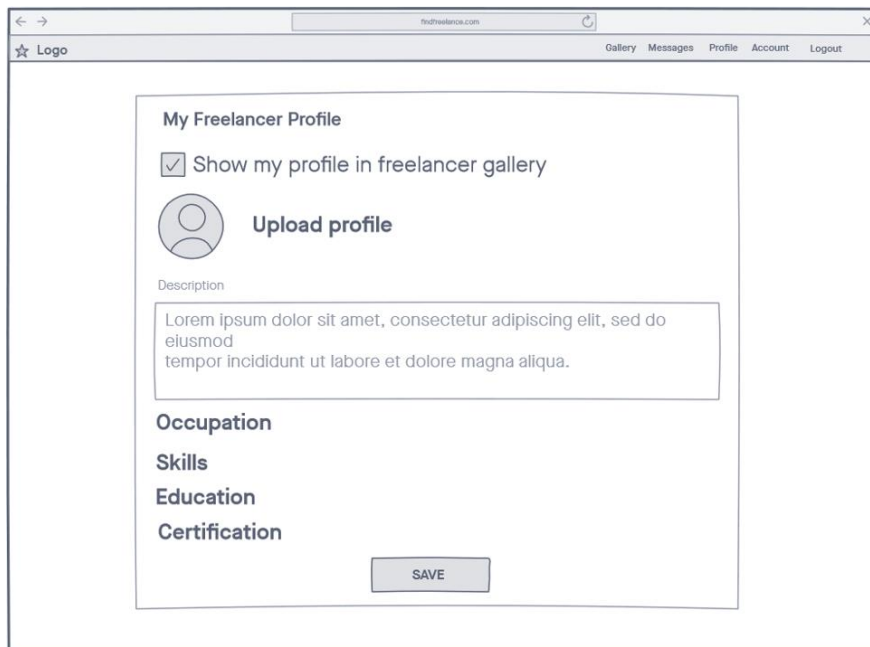 findfreelance.com
Logo
Gallery Messages Profile Account Logout
My Freelancer Profile
Show my profile in freelancer gallery
Upload profile
Description
Lorem ipsum dolor sit amet, consectetur adipiscing elit, sed do
eiusmod
tempor incididunt ut labore et dolore magna aliqua.
Occupation
Skills
Education
Certification
SAVE